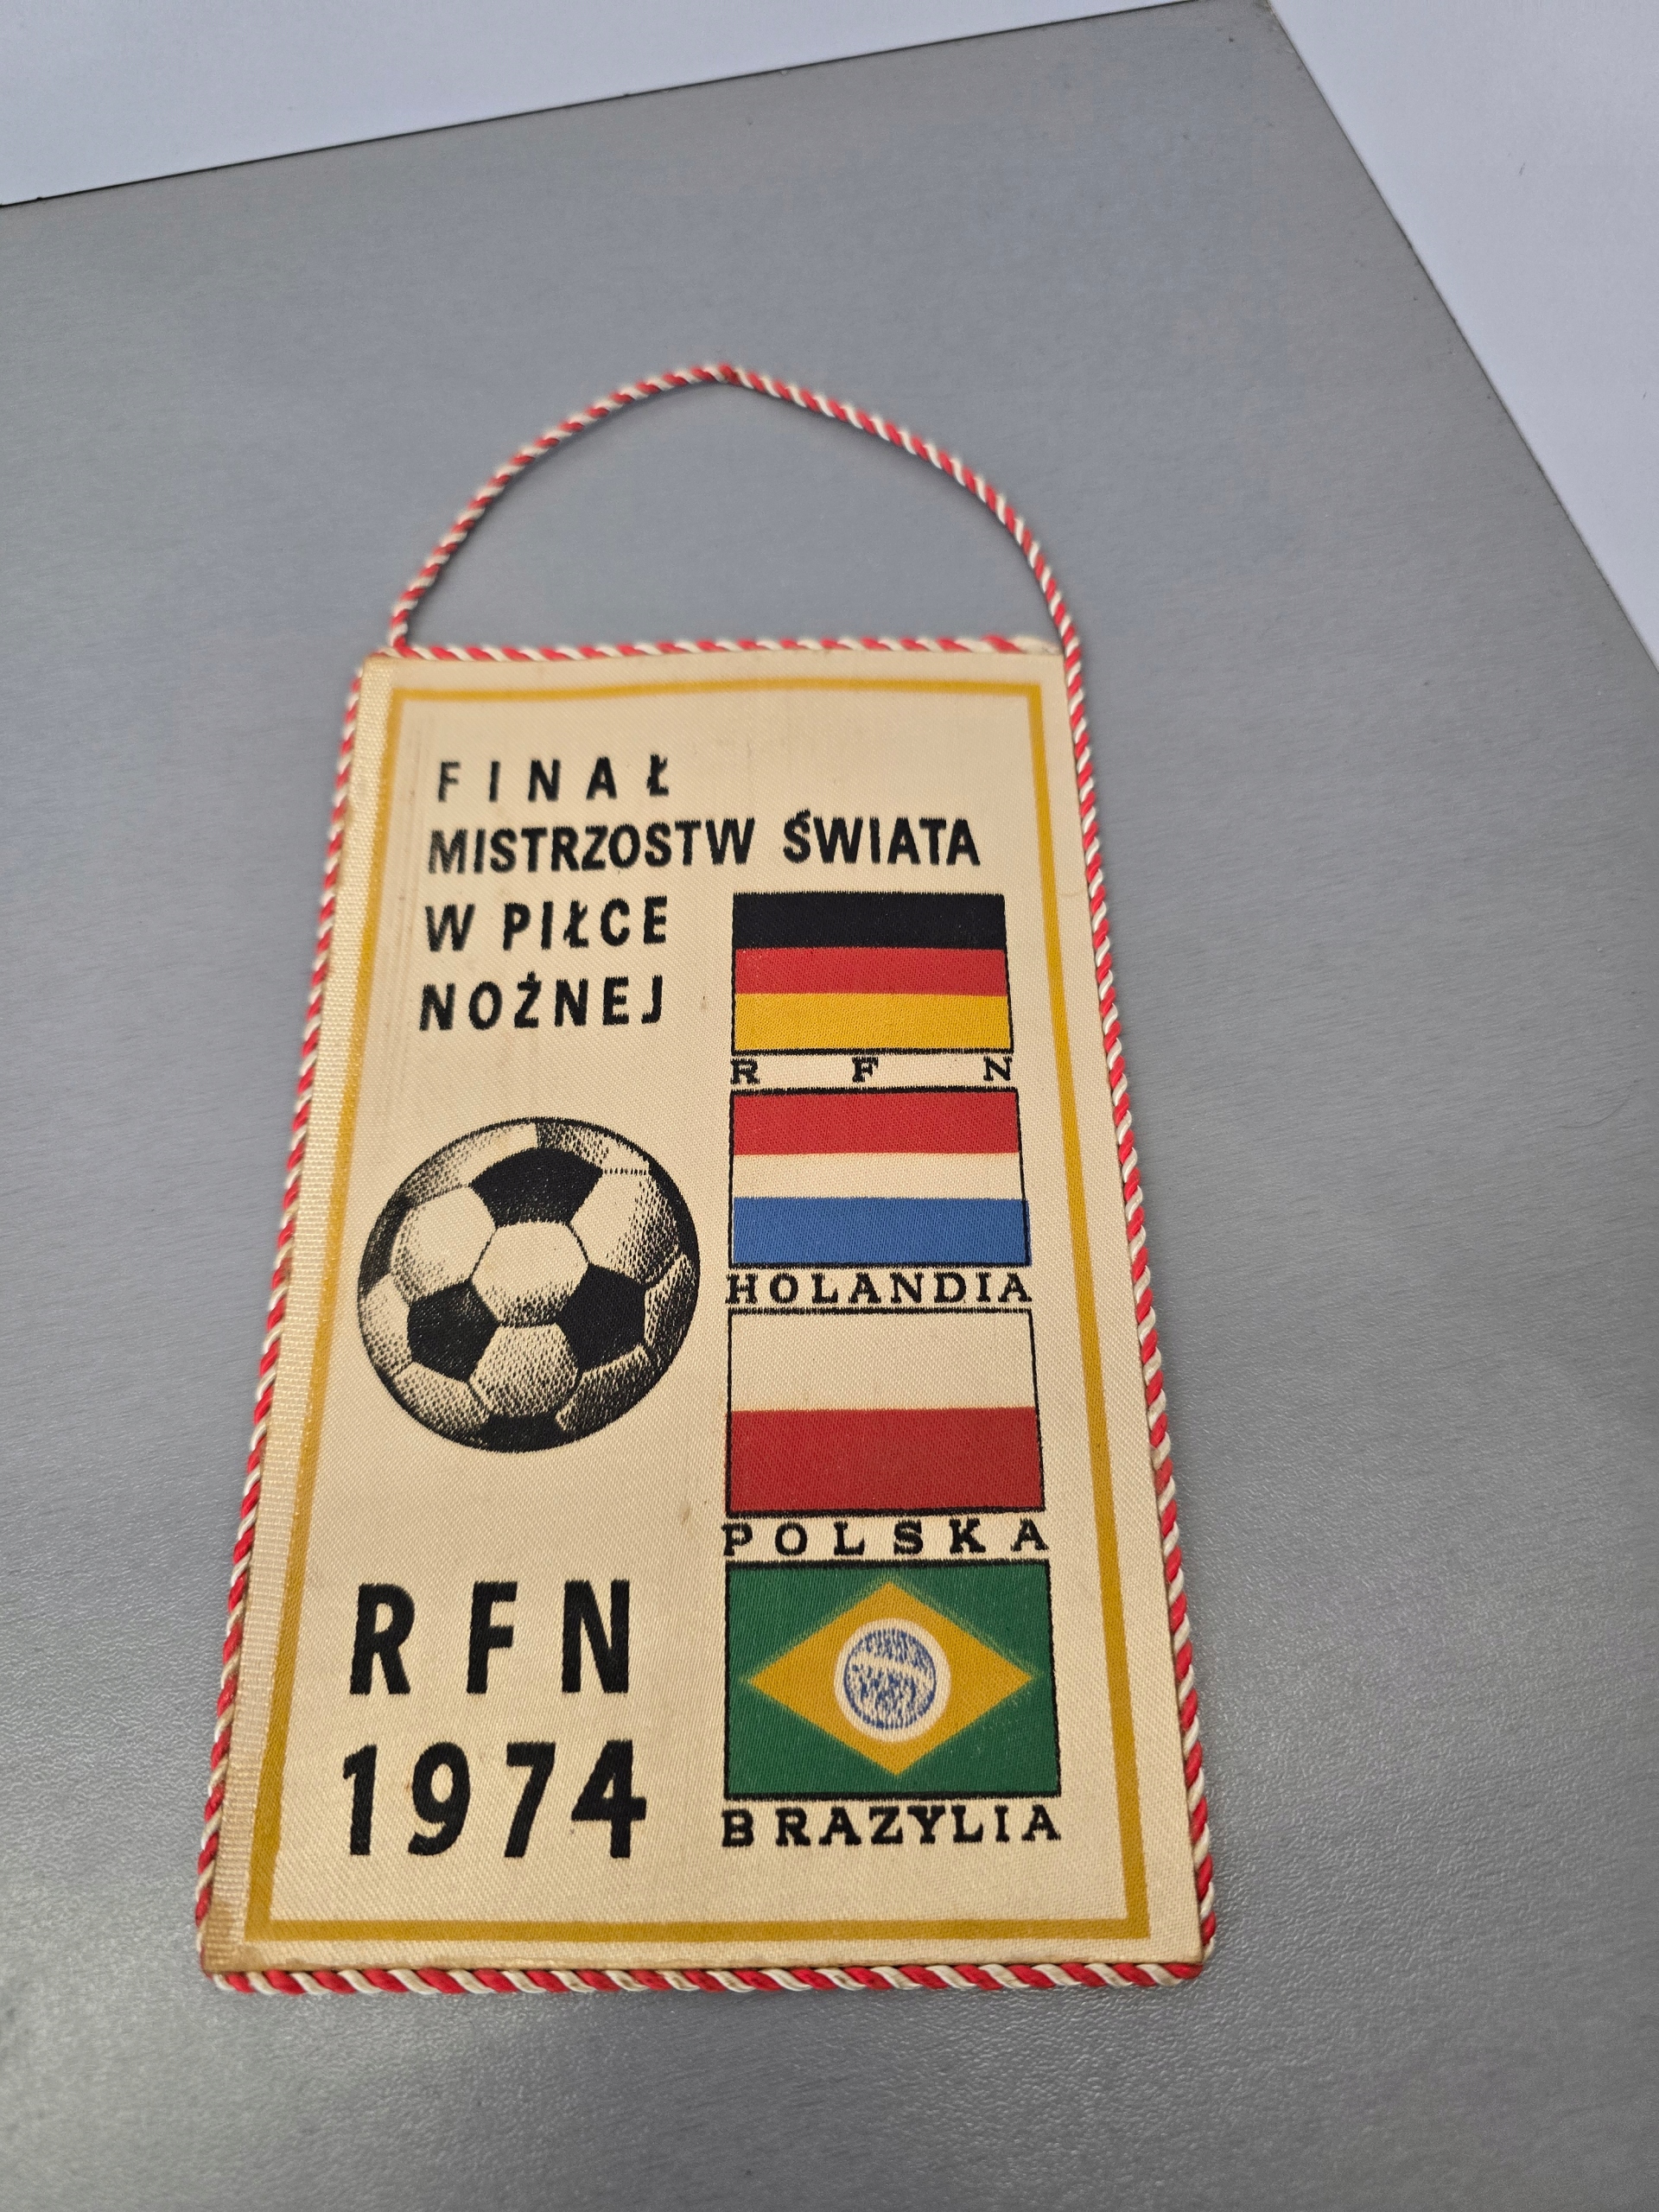 FINAŁ
MISTRZOSTW ŚWIATA
W PIŁCE
NOŻNEJ
RFN
HOLANDIA
POLSKA
BRAZYLIA
RFN
1974